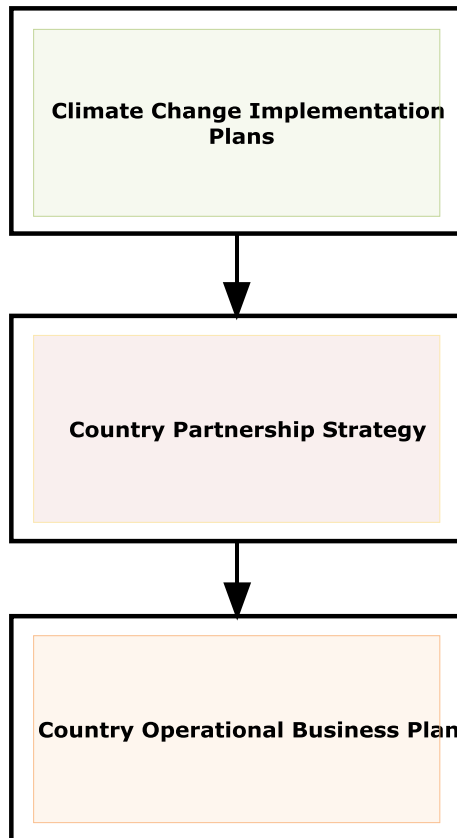 Climate Change Implementation
Plans
Country Partnership Strategy
Country Operational Business Plan